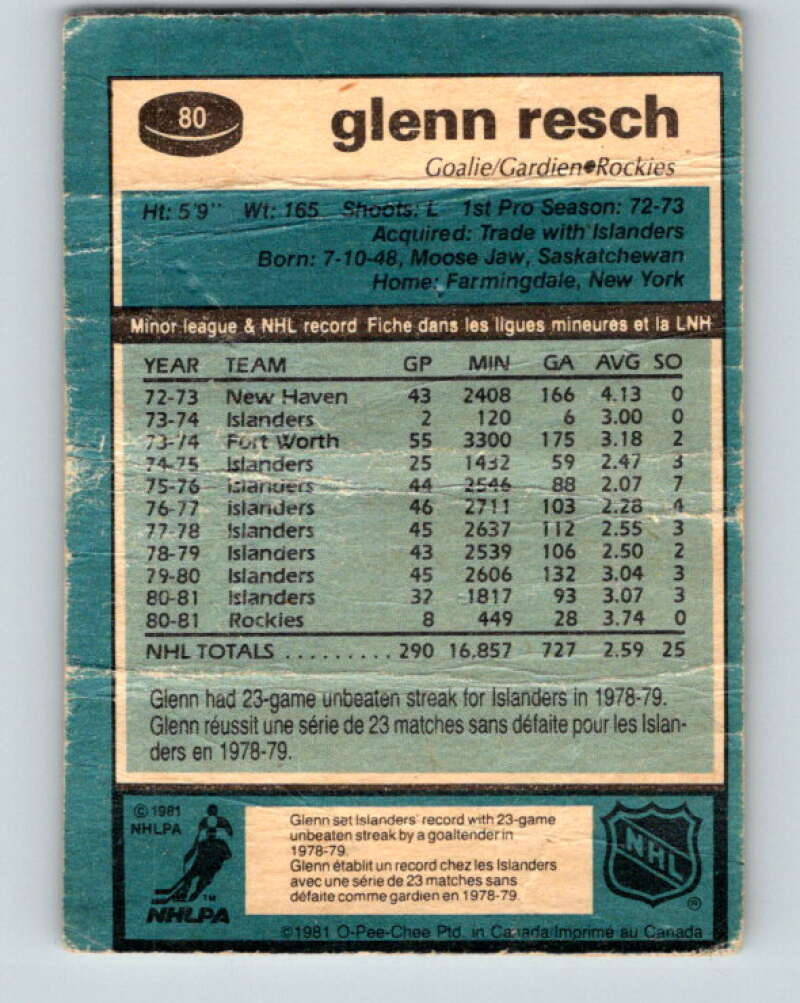 80
glenn resch
Goalie/Gardien•Rockies
Ht: 5'9" Wt: 165 Shoots: L 1st Pro Season: 72-73
Acquired: Trade with Islanders
Born: 7-10-48, Moose Jaw, Saskatchewan
Home: Farmingdale, New York
Minor league & NHL record Fiche dans les ligues mineures et la LNH
YEAR TEAM GP MIN GA AVG SO
72-73 New Haven 43 2408 166 4.13 0
73-74 Islanders 2 120 6 3.00 0
73-74 Fort Worth 55 3300 175 3.18 2
74-75 Islanders 25 1432 59 2.47 3
75-76 Islanders 44 2546 88 2.07 7
76-77 Islanders 46 2711 103 2.28 4
77-78 Islanders 45 2637 112 2.55 3
78-79 Islanders 43 2539 106 2.50 2
79-80 Islanders 45 2606 132 3.04 3
80-81 Islanders 32 1817 93 3.07 3
80-81 Rockies 8 449 28 3.74 0
NHL TOTALS .......... 290 16,857 727 2.59 25
Glenn had 23-game unbeaten streak for Islanders in 1978-79.
Glenn réussit une série de 23 matches sans défaite pour les Islan-
ders en 1978-79.
© 1981
NHLPA
Glenn set Islanders' record with 23-game
unbeaten streak by a goaltender in
1978-79.
Glenn établit un record chez les Islanders
avec une série de 23 matches sans
défaite comme gardien en 1978-79.
TM
NHLPA
NHL
®
©1981 O-Pee-Chee Ptd. in Canada/Imprimé au Canada